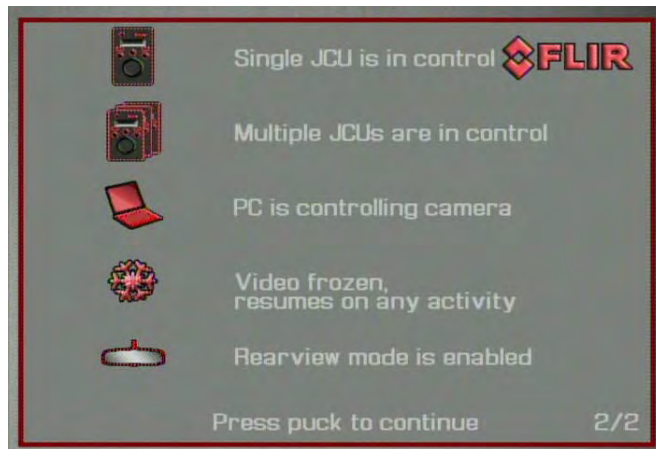 Single JCU is in control
FLIR
Multiple JCUs are in control
PC is controlling camera
Video frozen,
resumes on any activity
Rearview mode is enabled
Press puck to continue
2/2